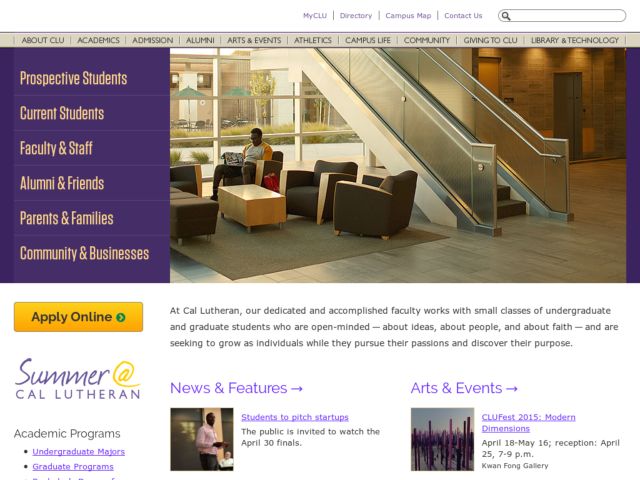 MyCLU Directory Campus Map Contact Us
ABOUT CLU ACADEMICS ADMISSION ALUMNI ARTS & EVENTS ATHLETICS CAMPUS LIFE COMMUNITY GIVING TO CLU LIBRARY & TECHNOLOGY
Prospective Students
Current Students
Faculty & Staff
Alumni & Friends
Parents & Families
Community & Businesses
Apply Online
At Cal Lutheran, our dedicated and accomplished faculty works with small classes of undergraduate
and graduate students who are open-minded — about ideas, about people, and about faith — and are
seeking to grow as individuals while they pursue their passions and discover their purpose.
Summer@
CAL LUTHERAN
News & Features →
Students to pitch startups
The public is invited to watch the
April 30 finals.
Arts & Events →
CLUFest 2015: Modern
Dimensions
April 18-May 16; reception: April
25, 7-9 p.m.
Kwan Fong Gallery
Academic Programs
Undergraduate Majors
Graduate Programs